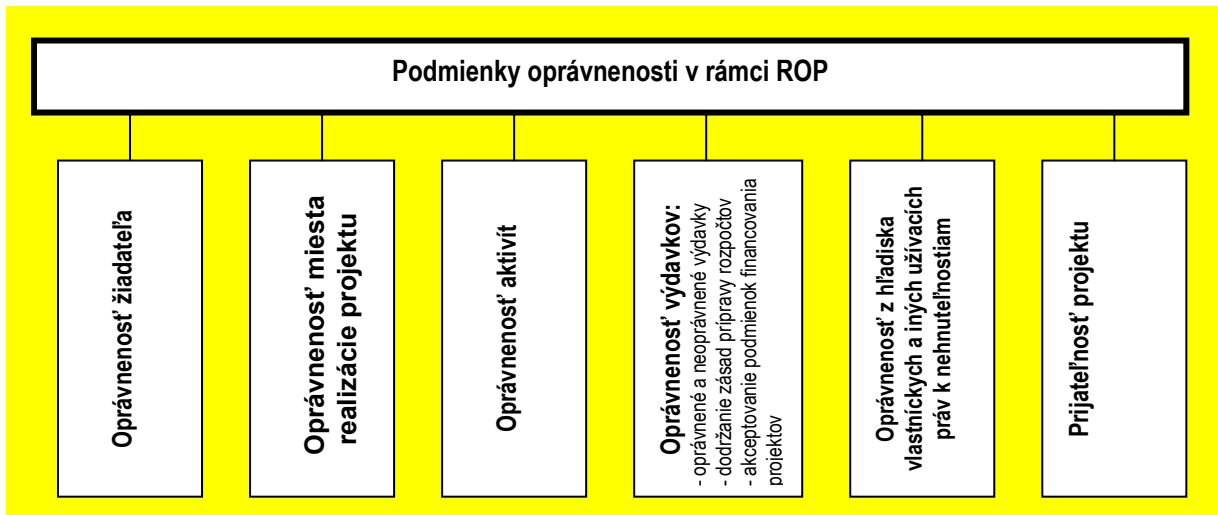 Podmienky oprávnenosti v rámci ROP
Oprávnenosť žiadateľa
Oprávnenosť miesta
realizácie projektu
Oprávnenosť aktivít
Oprávnenosť výdavkov:
- oprávnené a neoprávnené výdavky
- dodržanie zásad prípravy rozpočtov
- akceptovanie podmienok financovania
projektov
Oprávnenosť z hľadiska
vlastníckych a iných užívacích
práv k nehnuteľnostiam
Prijateľnosť projektu